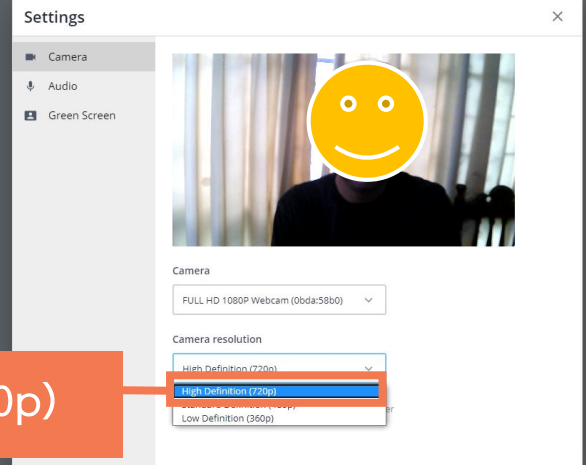 Settings
Camera
Audio
Green Screen
Camera
FULL HD 1080P Webcam (0bda:58b0)
Camera resolution
High Definition (720p)
High Definition (720p)
Low Definition (360p)
0p)